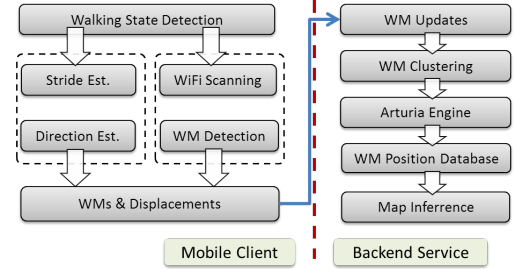 Walking State Detection
Stride Est.
WiFi Scanning
Direction Est.
WM Detection
WMs & Displacements
Mobile Client
WM Updates
WM Clustering
Arturia Engine
WM Position Database
Map Inferrence
Backend Service